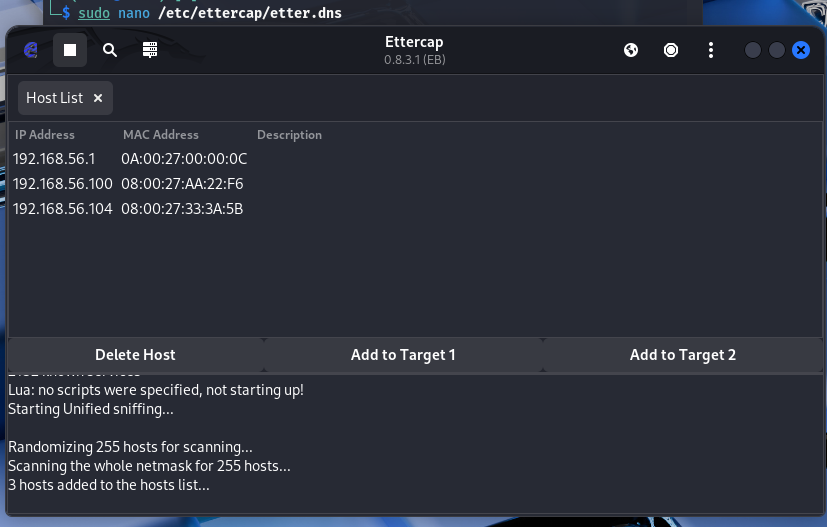 $ sudo nano /etc/ettercap/etter.dns
Ettercap
0.8.3.1 (EB)
Host List
IP Address MAC Address Description
192.168.56.1 0A:00:27:00:00:0C
192.168.56.100 08:00:27:AA:22:F6
192.168.56.104 08:00:27:33:3A:5B
Delete Host Add to Target 1 Add to Target 2
Lua: no scripts were specified, not starting up!
Starting Unified sniffing...
Randomizing 255 hosts for scanning...
Scanning the whole netmask for 255 hosts...
3 hosts added to the hosts list...